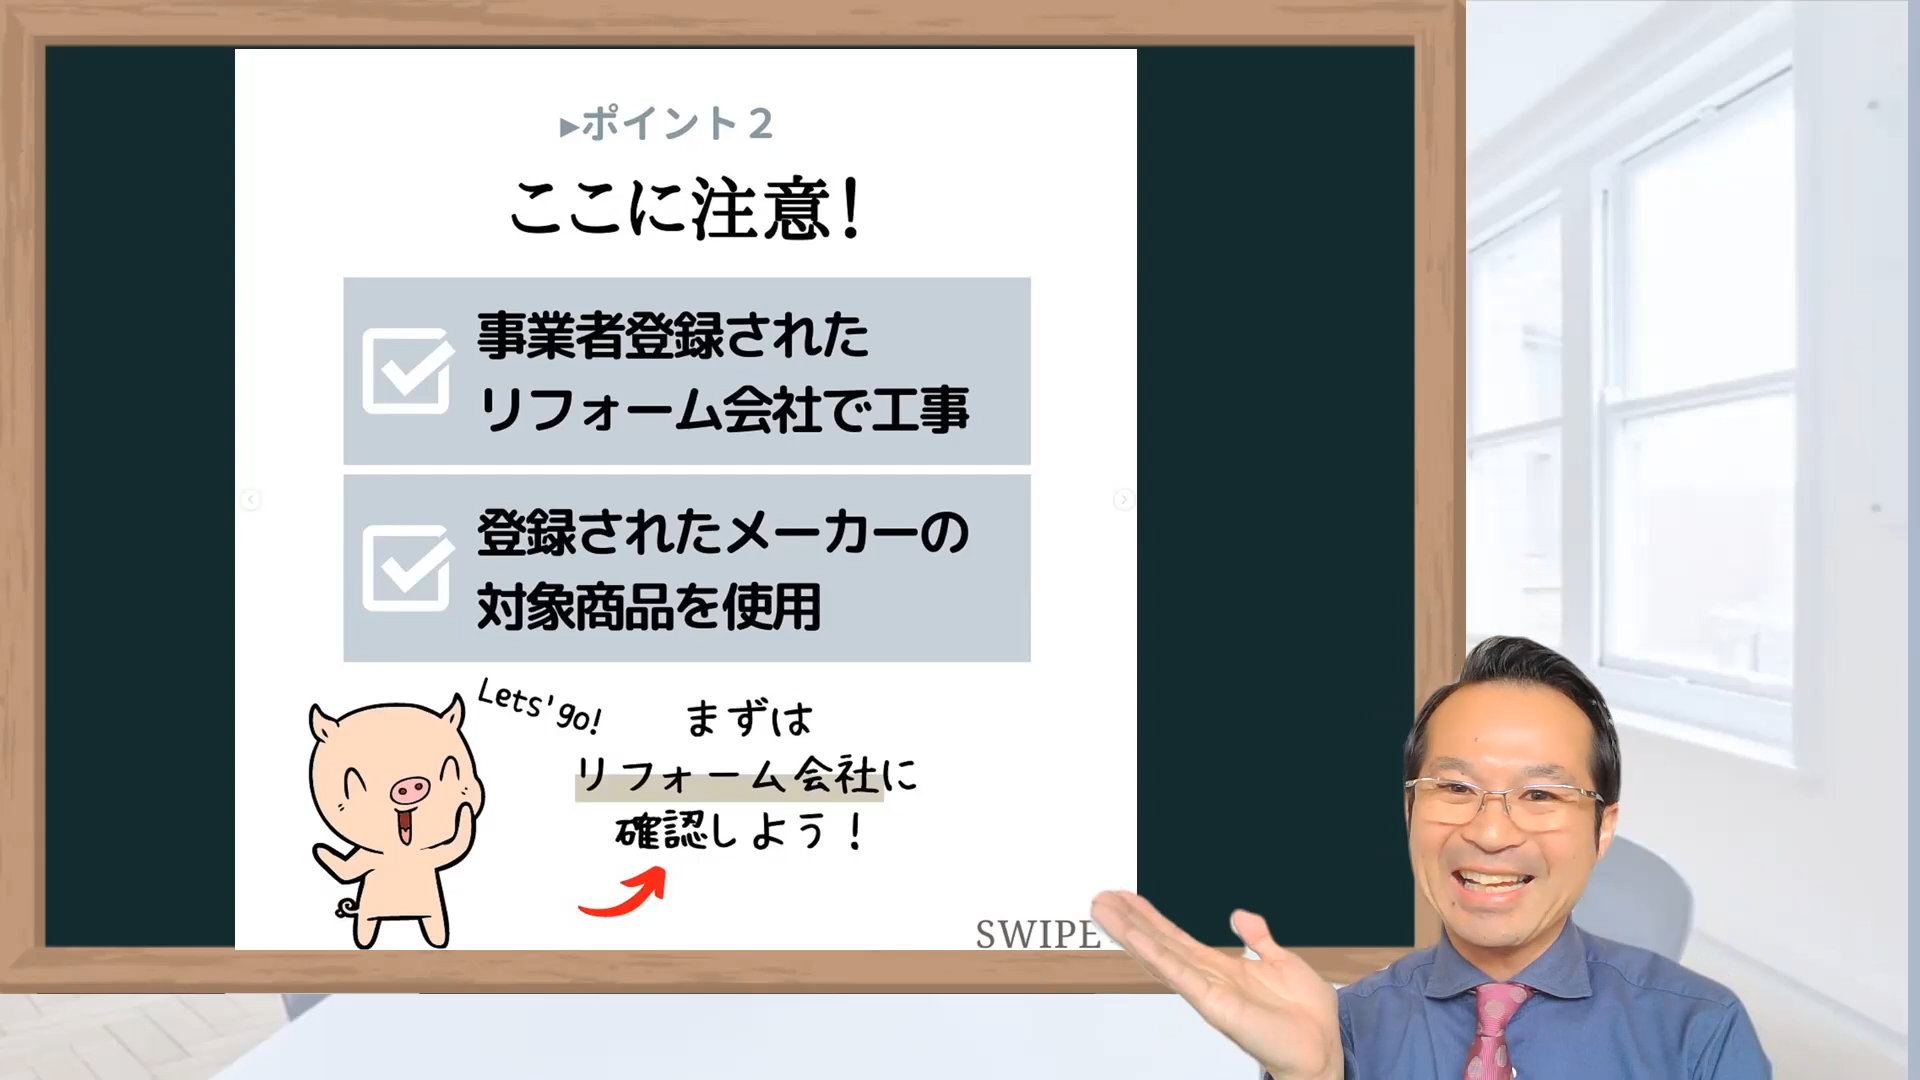 ▸ポイント２
ここに注意！
事業者登録された
リフォーム会社で工事
登録されたメーカーの
対象商品を使用
Lets'go!
まずは
リフォーム会社に
確認しよう！
SWIPE